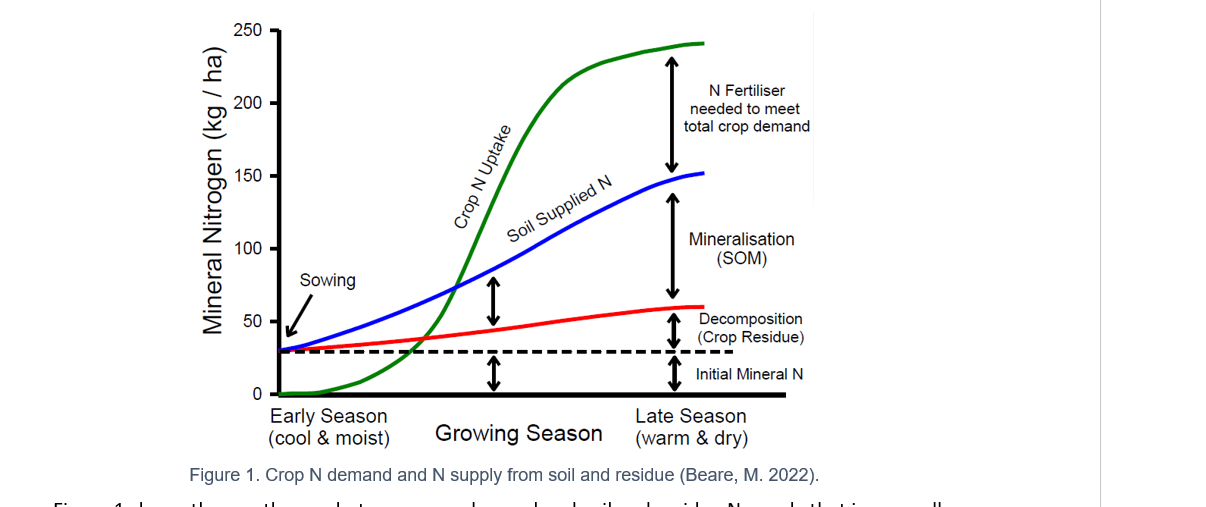 250
200
150
100
50
0
Mineral Nitrogen (kg / ha)
Sowing
Crop N Uptake
Soil Supplied N
N Fertiliser
needed to meet
total crop demand
Mineralisation
(SOM)
Decomposition
(Crop Residue)
Initial Mineral N
Early Season
(cool & moist)
Growing Season
Late Season
(warm & dry)
Figure 1. Crop N demand and N supply from soil and residue (Beare, M. 2022).